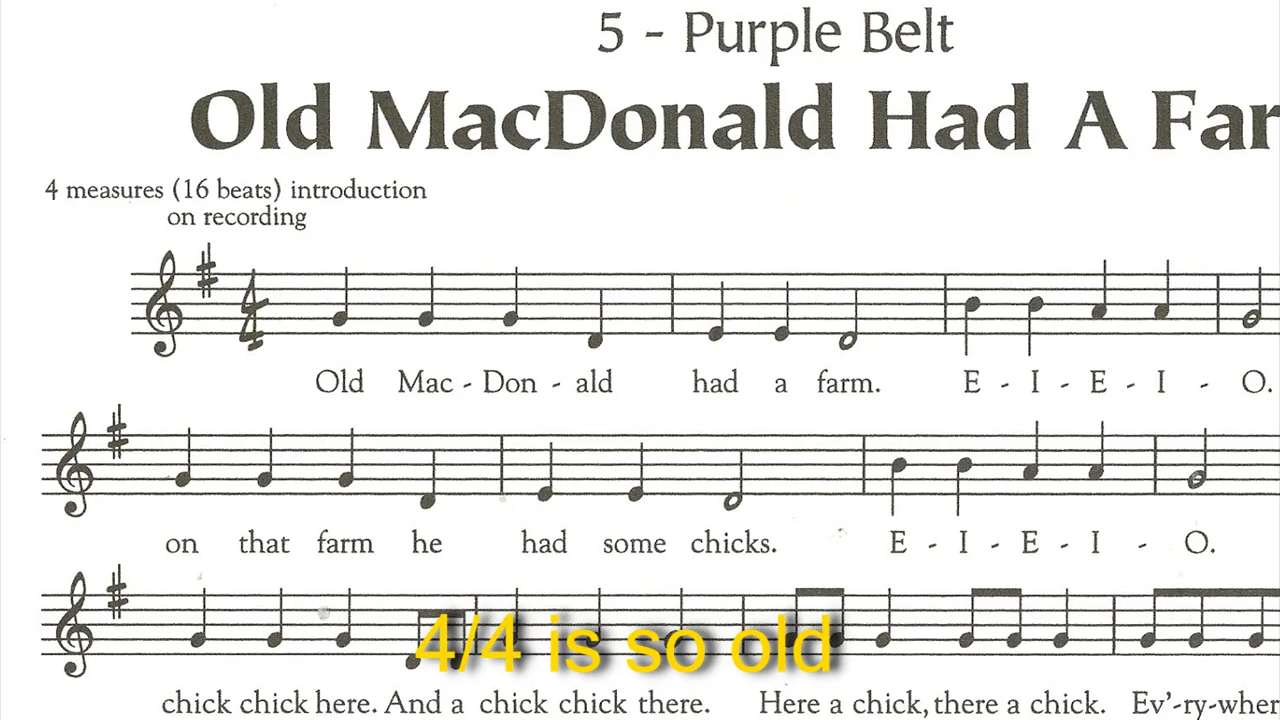 5 - Purple Belt
Old MacDonald Had A Far
4 measures (16 beats) introduction
on recording
Old Mac - Don - ald had a farm. E - I - E - I - O.
on that farm he had some chicks. E - I - E - I - O.
4/4 is so old
chick chick here. And a chick chick there. Here a chick, there a chick. Ev'-ry-wher